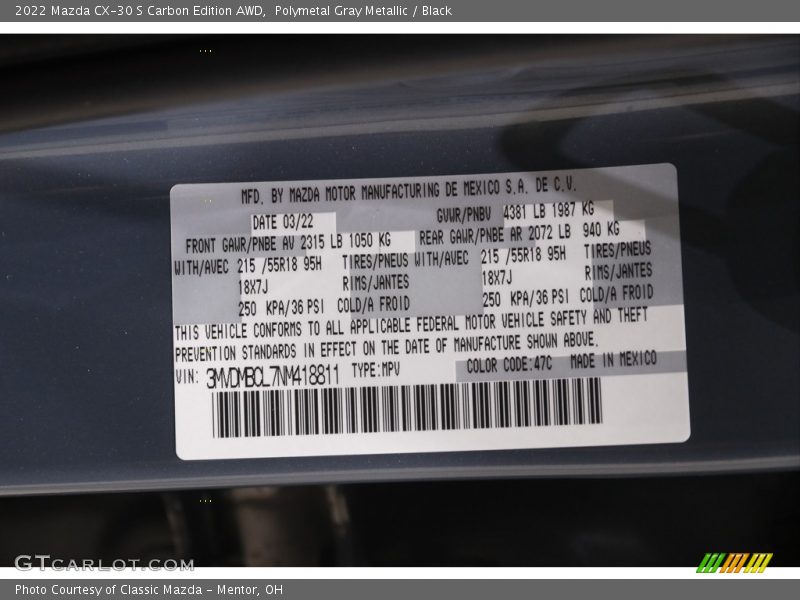 2022 Mazda CX-30 S Carbon Edition AWD, Polymetal Gray Metallic / Black
MFD. BY MAZDA MOTOR MANUFACTURING DE MEXICO S.A. DE C.V.
DATE 03/22 GVWR/PNBV 4381 LB 1987 KG
FRONT GAWR/PNBE AV 2315 LB 1050 KG REAR GAWR/PNBE AR 2072 LB 940 KG
WITH/AVEC 215 /55R18 95H TIRES/PNEUS WITH/AVEC 215 /55R18 95H TIRES/PNEUS
18X7J RIMS/JANTES 18X7J RIMS/JANTES
250 KPA/36 PSI COLD/A FROID 250 KPA/36 PSI COLD/A FROID
THIS VEHICLE CONFORMS TO ALL APPLICABLE FEDERAL MOTOR VEHICLE SAFETY AND THEFT
PREVENTION STANDARDS IN EFFECT ON THE DATE OF MANUFACTURE SHOWN ABOVE.
VIN: 3MVDMBCL7NM418811 TYPE:MPV COLOR CODE:47C MADE IN MEXICO
GTCARLOT.COM
Photo Courtesy of Classic Mazda - Mentor, OH